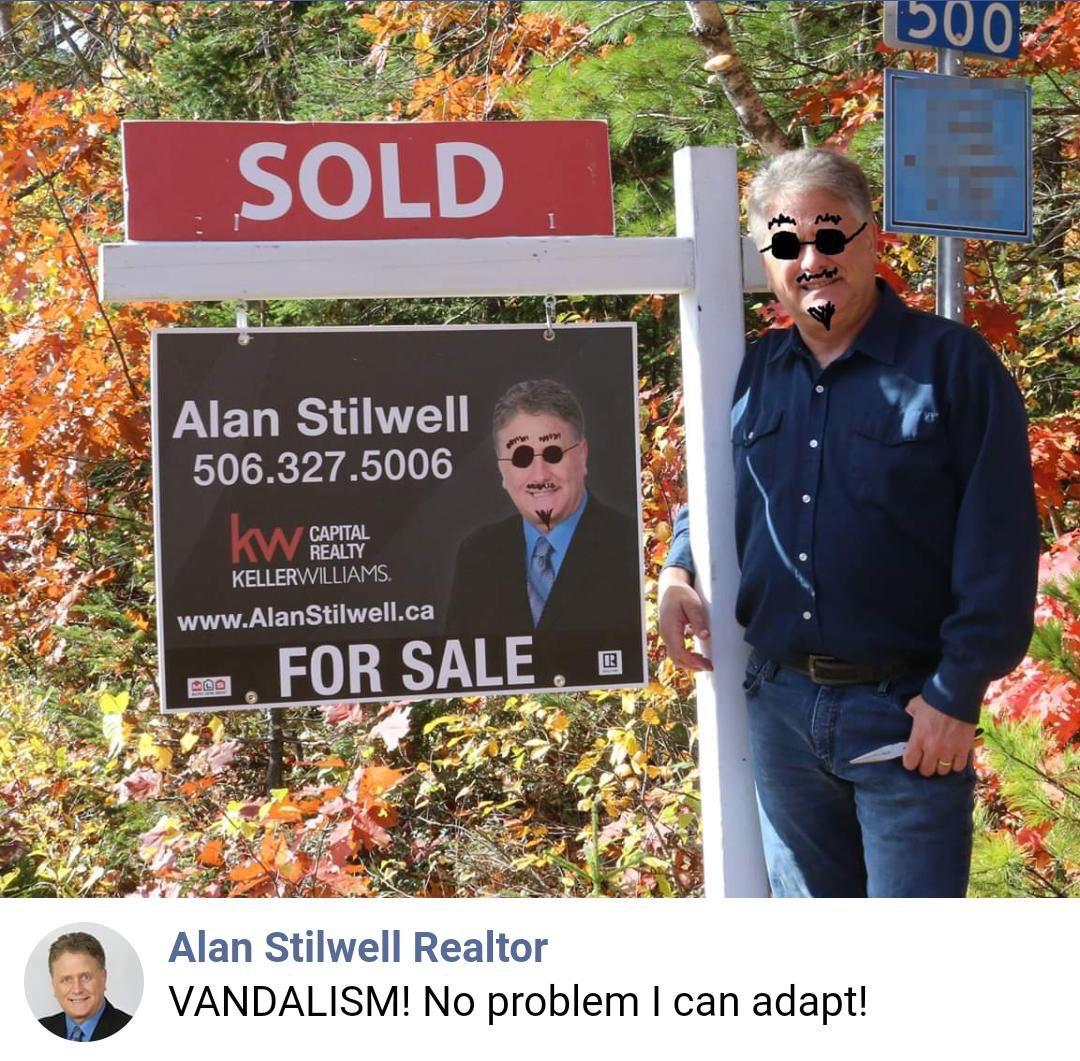 500
SOLD
Alan Stilwell
506.327.5006
kw CAPITAL
REALTY
KELLERWILLIAMS.
www.AlanStilwell.ca
FOR SALE
Alan Stilwell Realtor
VANDALISM! No problem I can adapt!